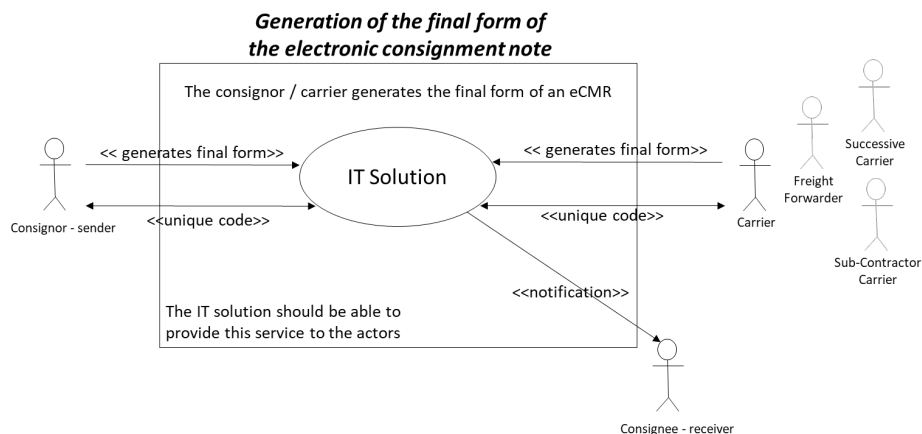 Generation of the final form of
the electronic consignment note
The consignor / carrier generates the final form of an eCMR
<< generates final form>>
<< generates final form>>
IT Solution
Successive
Carrier
Freight
Forwarder
<<unique code>>
<<unique code>>
Consignor - sender
Carrier
Sub-Contractor
Carrier
<<notification>>
The IT solution should be able to
provide this service to the actors
Consignee - receiver